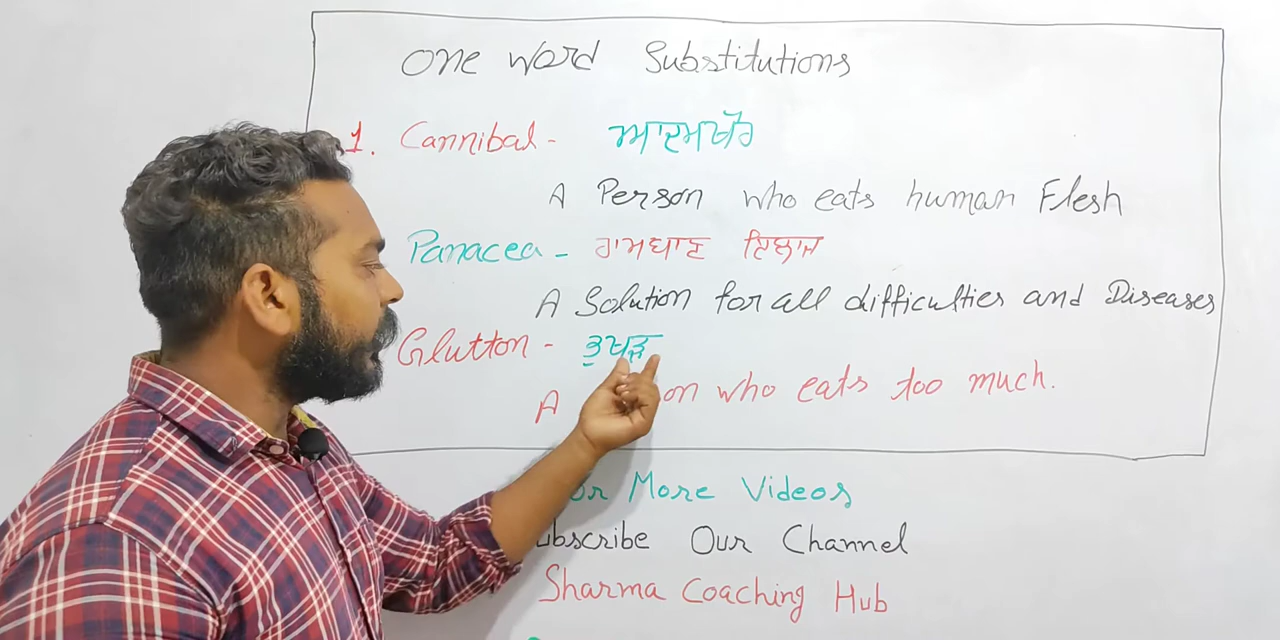 One Word Substitutions
1. Cannibal - ਆਦਮਖੌਰ
A Person who eats human Flesh
Panacea - ਰਾਮਬਾਣ ਇਲਾਜ
A Solution for all difficulties and Diseases
Glutton - ਭੁਖੜ
A who eats too much.
More Videos
Our Channel
Sharma Coaching Hub